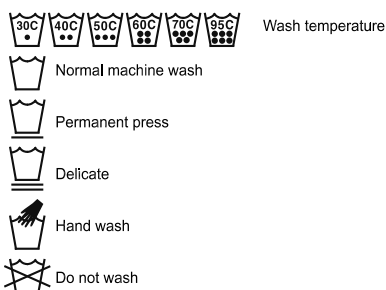 30C 40C 50C 60C 70C 95C Wash temperature
Normal machine wash
Permanent press
Delicate
Hand wash
Do not wash